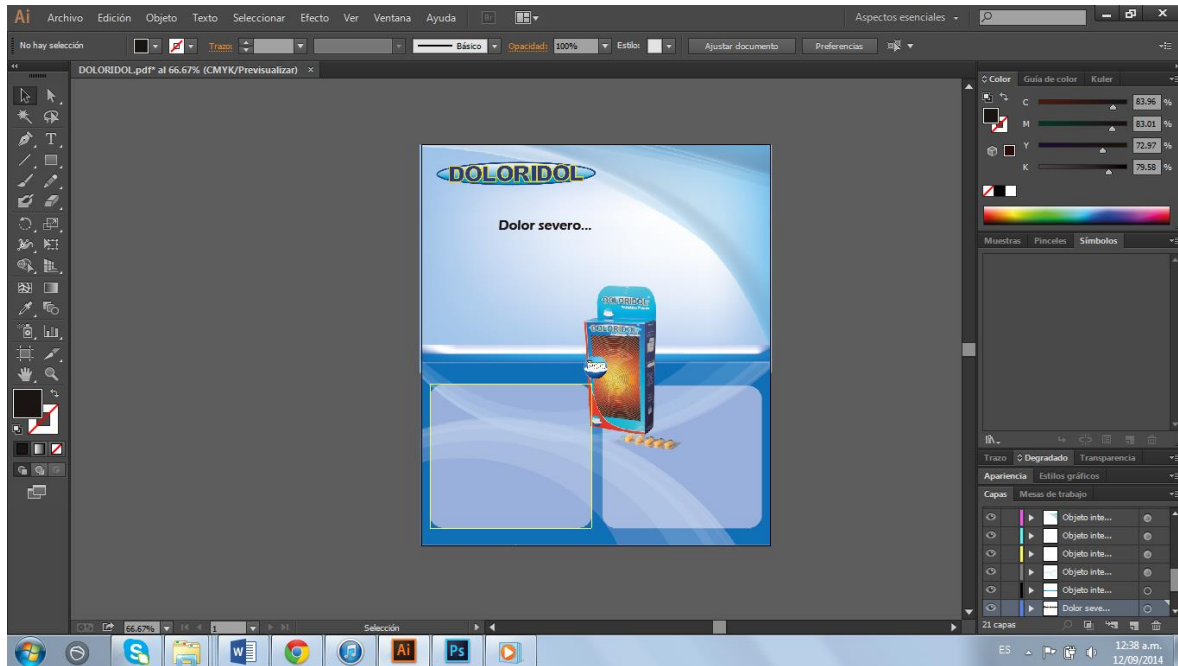 Ai Archivo Edición Objeto Texto Seleccionar Efecto Ver Ventana Ayuda Br Aspectos esenciales
No hay selección Trazo: Básico Opacidad: 100% Estilo: Ajustar documento Preferencias
DOLORIDOL.pdf* al 66.67% (CMYK/Previsualizar) ×
Color Guía de color Kuler
C 83.96 %
M 83.01 %
Y 72.97 %
K 79.58 %
Muestras Pinceles Símbolos
DOLORIDOL
Dolor severo...
DOLORIDOL
DOLORIDOL
Trazo Degradado Transparencia
Apariencia Estilos gráficos
Capas Mesas de trabajo
Objeto inte...
Objeto inte...
Objeto inte...
Objeto inte...
Objeto inte...
Dolor seve...
21 capas
66.67% 1 Selección
Ai Ps
ES 12:38 a.m.
12/09/2014